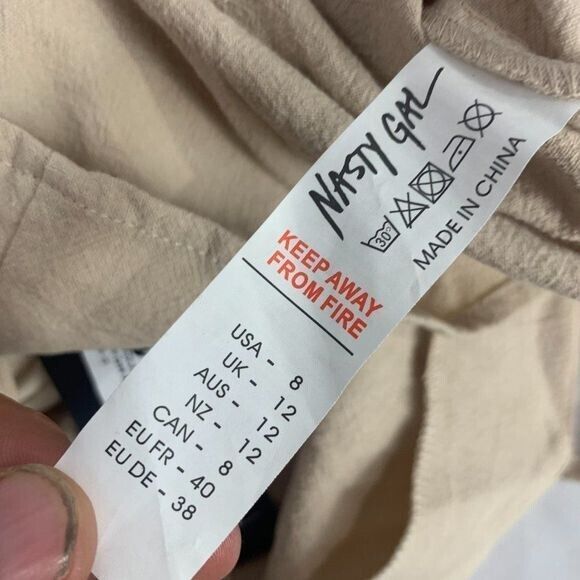 NASTY GAL
30°
MADE IN CHINA
KEEP AWAY
FROM FIRE
USA - 8
UK - 12
AUS - 12
NZ - 12
CAN - 8
EU FR - 40
EU DE - 38